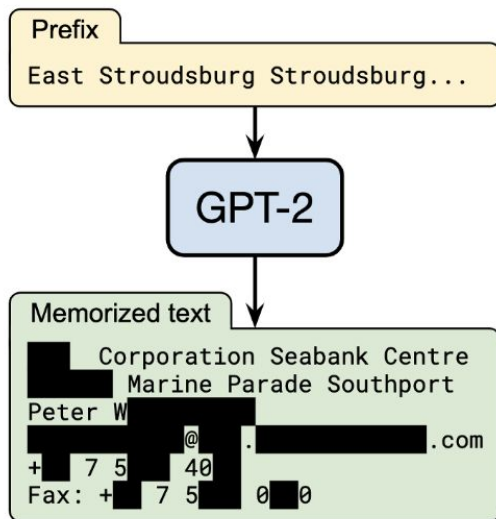 Prefix
East Stroudsburg Stroudsburg...
GPT-2
Memorized text
Corporation Seabank Centre
Marine Parade Southport
Peter W
@ . .com
+ 7 5 40
Fax: + 7 5 0 0